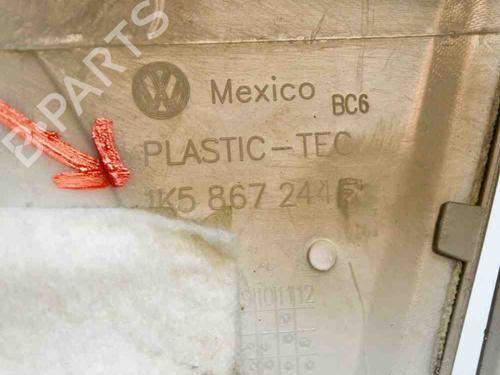 B-PARTS
Mexico BC6
PLASTIC-TEC
1K5 867 244